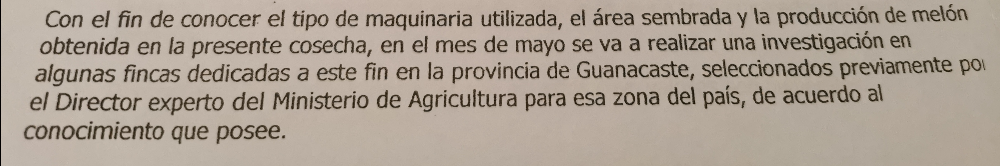 Con el fin de conocer el tipo de maquinaria utilizada, el área sembrada y la producción de melón
obtenida en la presente cosecha, en el mes de mayo se va a realizar una investigación en
algunas fincas dedicadas a este fin en la provincia de Guanacaste, seleccionados previamente por
el Director experto del Ministerio de Agricultura para esa zona del país, de acuerdo al
conocimiento que posee.